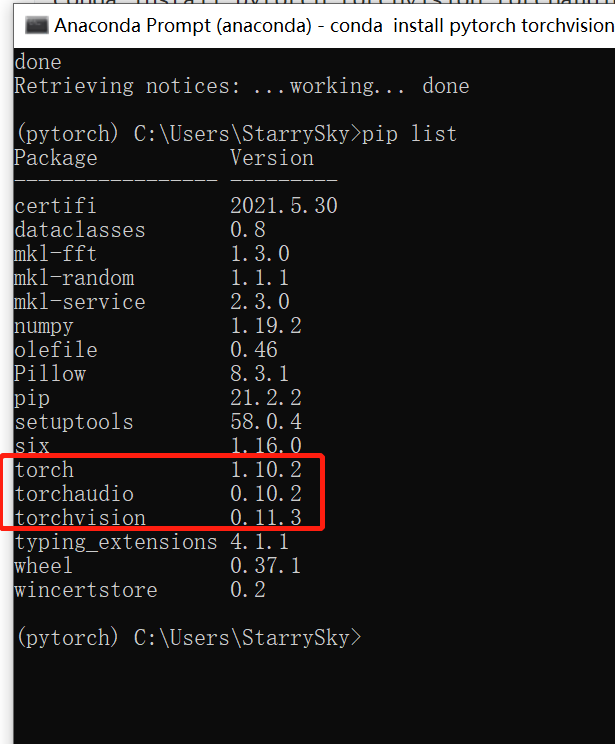 Anaconda Prompt (anaconda) - conda  install pytorch torchvision
done
Retrieving notices: ...working... done
(pytorch) C:\Users\StarrySky>pip list
Package           Version
----------------- ---------
certifi           2021.5.30
dataclasses       0.8
mkl-fft           1.3.0
mkl-random        1.1.1
mkl-service       2.3.0
numpy             1.19.2
olefile           0.46
Pillow            8.3.1
pip               21.2.2
setuptools        58.0.4
six               1.16.0
torch             1.10.2
torchaudio        0.10.2
torchvision       0.11.3
typing_extensions 4.1.1
wheel             0.37.1
wincertstore      0.2
(pytorch) C:\Users\StarrySky>